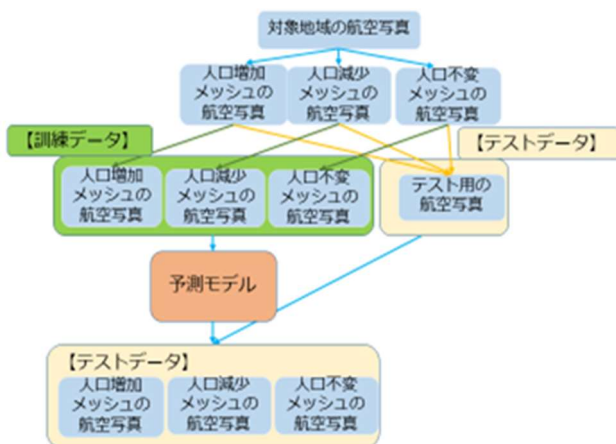 対象地域の航空写真
人口増加
メッシュの
航空写真
人口減少
メッシュの
航空写真
人口不変
メッシュの
航空写真
【訓練データ】
【テストデータ】
人口増加
メッシュの
航空写真
人口減少
メッシュの
航空写真
人口不変
メッシュの
航空写真
テスト用の
航空写真
予測モデル
【テストデータ】
人口増加
メッシュの
航空写真
人口減少
メッシュの
航空写真
人口不変
メッシュの
航空写真